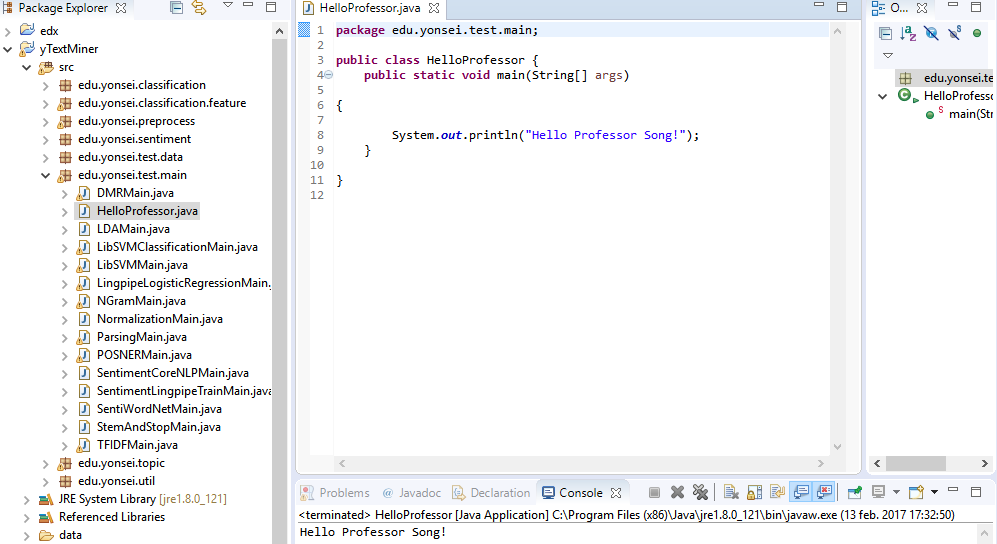 Package Explorer
edx
yTextMiner
src
edu.yonsei.classification
edu.yonsei.classification.feature
edu.yonsei.preprocess
edu.yonsei.sentiment
edu.yonsei.test.data
edu.yonsei.test.main
DMRMain.java
HelloProfessor.java
LDAMain.java
LibSVMClassificationMain.java
LibSVMMain.java
LingpipeLogisticRegressionMain.
NGramMain.java
NormalizationMain.java
ParsingMain.java
POSNERMain.java
SentimentCoreNLPMain.java
SentimentLingpipeTrainMain.java
SentiWordNetMain.java
StemAndStopMain.java
TFIDFMain.java
edu.yonsei.topic
edu.yonsei.util
JRE System Library [jre1.8.0_121]
Referenced Libraries
data
HelloProfessor.java
1 package edu.yonsei.test.main;
2
3 public class HelloProfessor {
4 public static void main(String[] args)
5
6 {
7
8 System.out.println("Hello Professor Song!");
9 }
10
11 }
12
O...
edu.yonsei.te
HelloProfess
main(Str
Problems @ Javadoc Declaration Console
<terminated> HelloProfessor [Java Application] C:\Program Files (x86)\Java\jre1.8.0_121\bin\javaw.exe (13 feb. 2017 17:32:50)
Hello Professor Song!